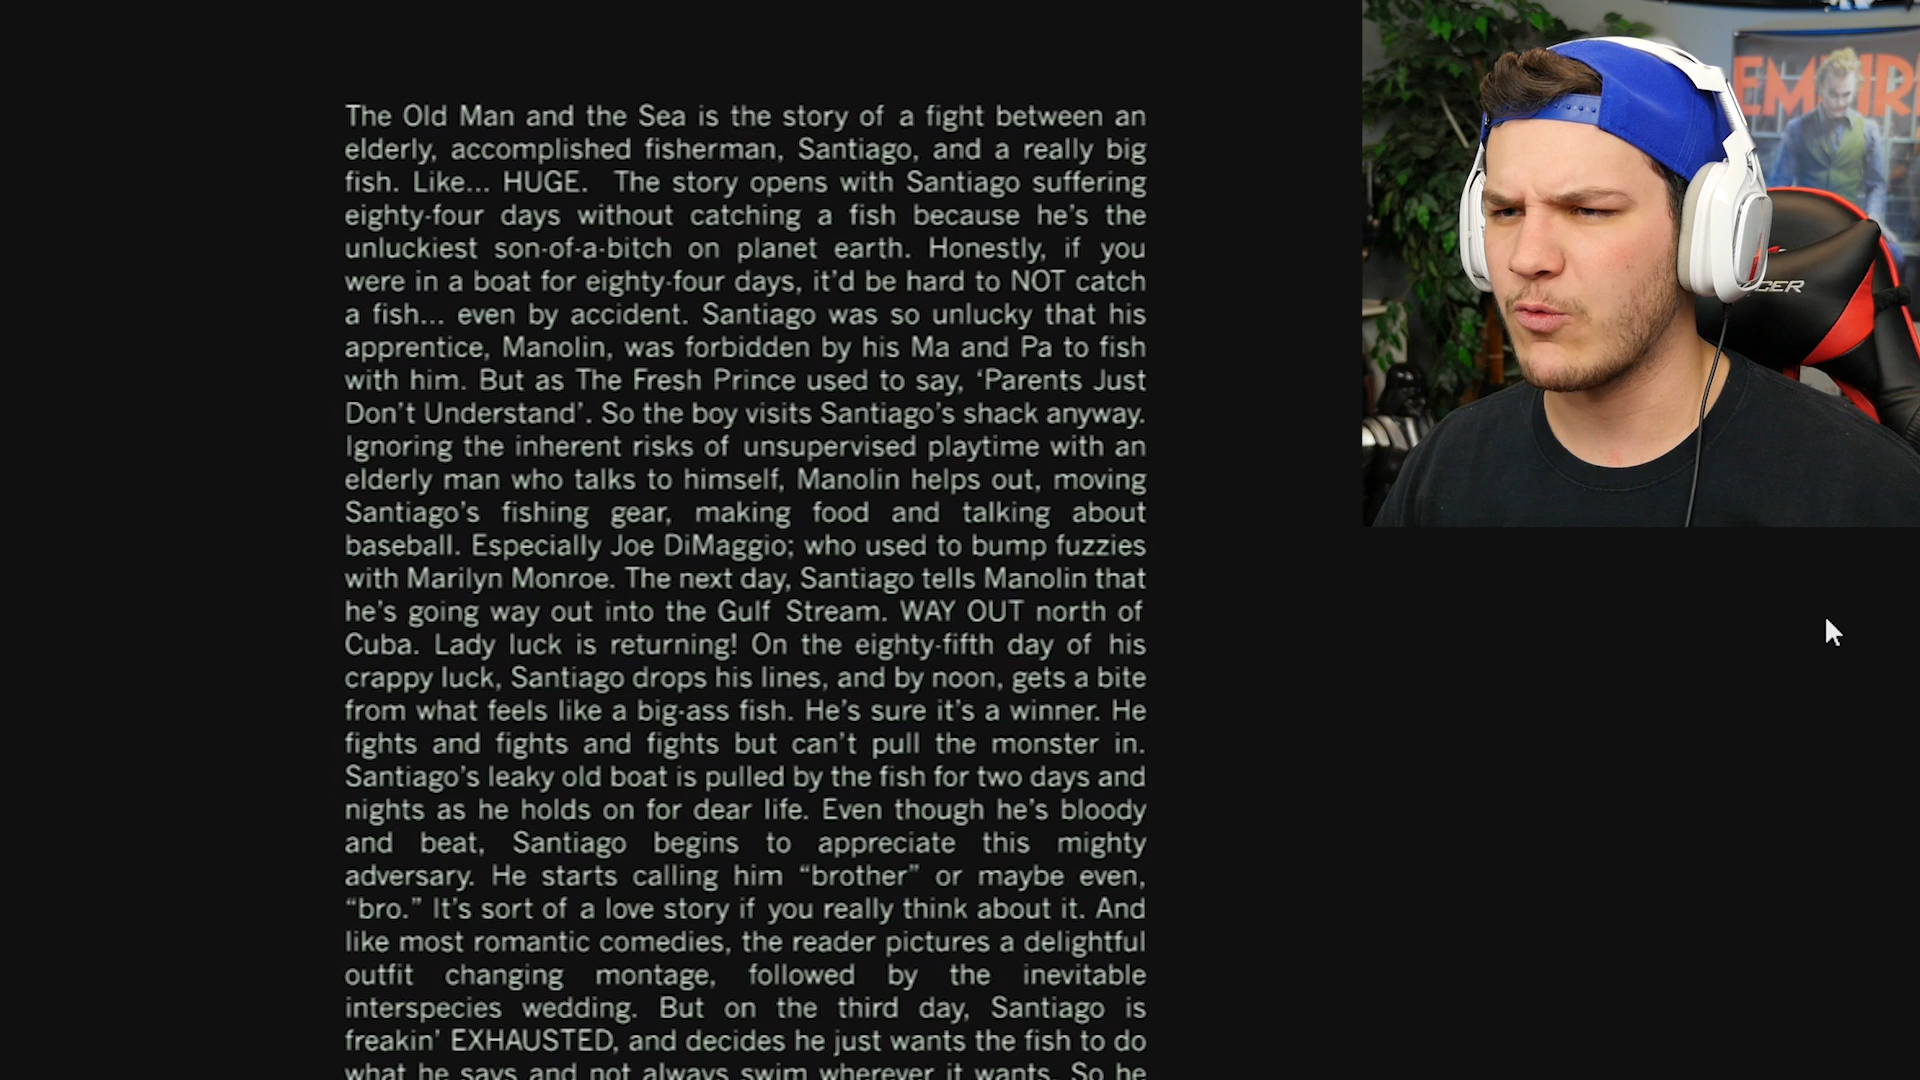 The Old Man and the Sea is the story of a fight between an
elderly, accomplished fisherman, Santiago, and a really big
fish. Like... HUGE. The story opens with Santiago suffering
eighty-four days without catching a fish because he's the
unluckiest son-of-a-bitch on planet earth. Honestly, if you
were in a boat for eighty-four days, it'd be hard to NOT catch
a fish... even by accident. Santiago was so unlucky that his
apprentice, Manolin, was forbidden by his Ma and Pa to fish
with him. But as The Fresh Prince used to say, ‘Parents Just
Don't Understand’. So the boy visits Santiago's shack anyway.
Ignoring the inherent risks of unsupervised playtime with an
elderly man who talks to himself, Manolin helps out, moving
Santiago's fishing gear, making food and talking about
baseball. Especially Joe DiMaggio; who used to bump fuzzies
with Marilyn Monroe. The next day, Santiago tells Manolin that
he's going way out into the Gulf Stream. WAY OUT north of
Cuba. Lady luck is returning! On the eighty-fifth day of his
crappy luck, Santiago drops his lines, and by noon, gets a bite
from what feels like a big-ass fish. He's sure it's a winner. He
fights and fights and fights but can't pull the monster in.
Santiago's leaky old boat is pulled by the fish for two days and
nights as he holds on for dear life. Even though he's bloody
and beat, Santiago begins to appreciate this mighty
adversary. He starts calling him “brother” or maybe even,
“bro.” It's sort of a love story if you really think about it. And
like most romantic comedies, the reader pictures a delightful
outfit changing montage, followed by the inevitable
interspecies wedding. But on the third day, Santiago is
freakin' EXHAUSTED, and decides he just wants the fish to do
what he says and not always swim wherever it wants. So he